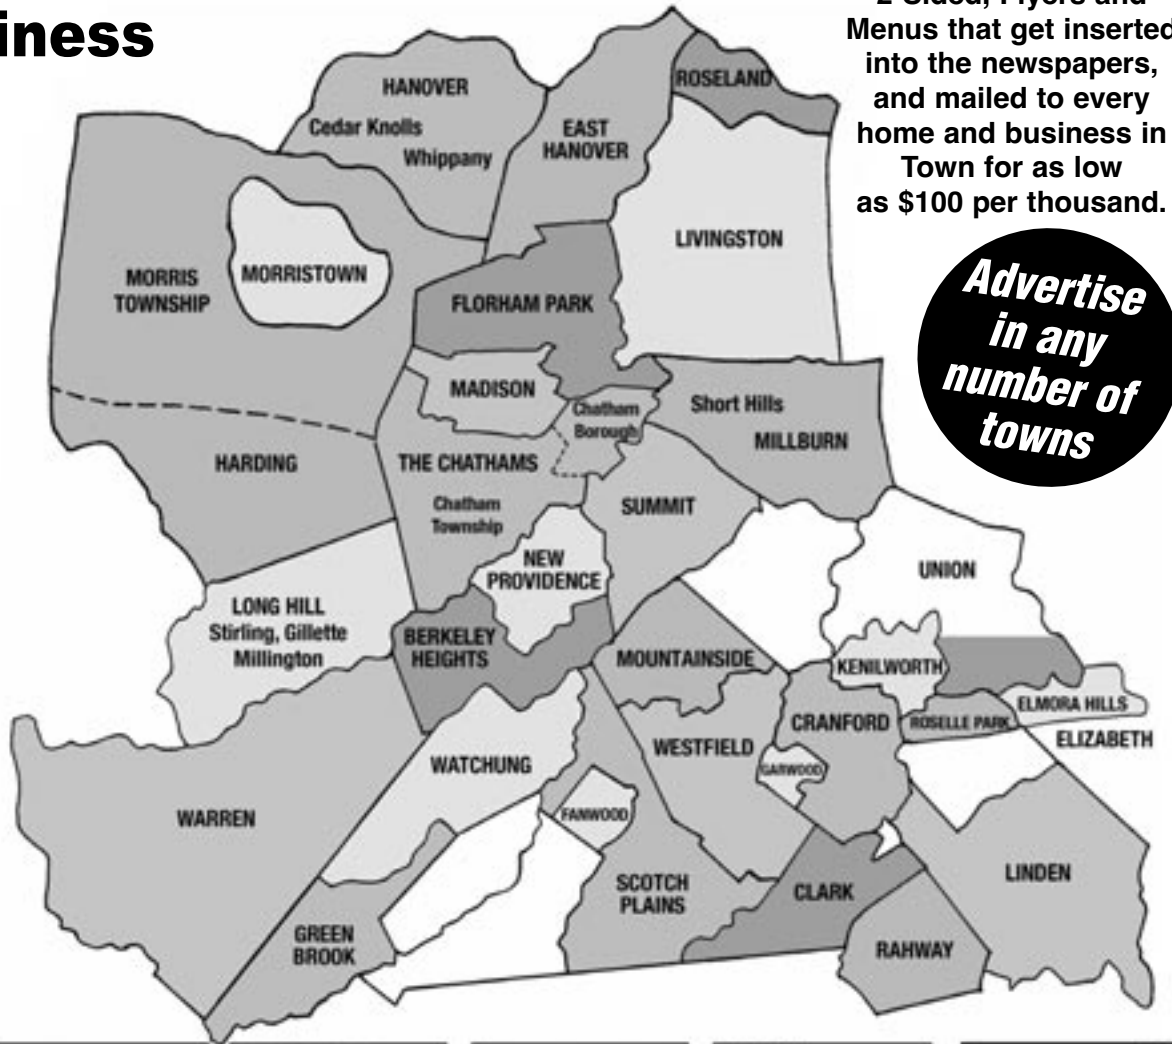 iness
Menus that get inserted
into the newspapers,
and mailed to every
home and business in
Town for as low
as $100 per thousand.
Advertise
in any
number of
towns
HANOVER
Cedar Knolls
Whippany
EAST
HANOVER
ROSELAND
LIVINGSTON
MORRIS
TOWNSHIP
MORRISTOWN
FLORHAM PARK
MADISON
Chatham
Borough
Short Hills
MILLBURN
HARDING
THE CHATHAMS
Chatham
Township
SUMMIT
NEW
PROVIDENCE
UNION
LONG HILL
Stirling, Gillette
Millington
BERKELEY
HEIGHTS
MOUNTAINSIDE
KENILWORTH
ELMORA HILLS
CRANFORD
ROSELLE PARK
ELIZABETH
WESTFIELD
GARWOOD
WATCHUNG
WARREN
FANWOOD
SCOTCH
PLAINS
CLARK
LINDEN
GREEN
BROOK
RAHWAY